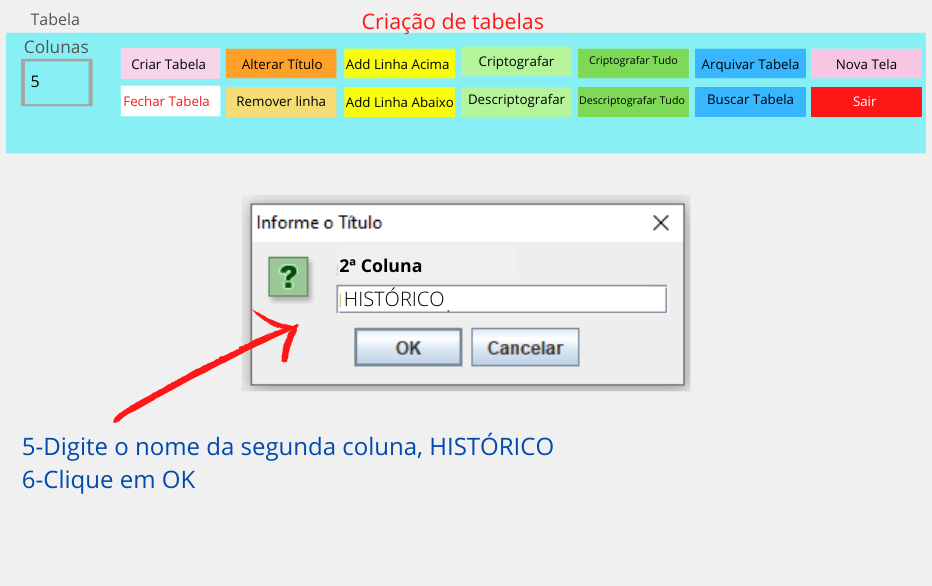 Tabela
Criação de tabelas
Colunas
5
Criar Tabela
Alterar Título
Add Linha Acima
Criptografar
Criptografar Tudo
Arquivar Tabela
Nova Tela
Fechar Tabela
Remover linha
Add Linha Abaixo
Descriptografar
Descriptografar Tudo
Buscar Tabela
Sair
Informe o Título
2ª Coluna
HISTÓRICO
OK
Cancelar
5-Digite o nome da segunda coluna, HISTÓRICO
6-Clique em OK